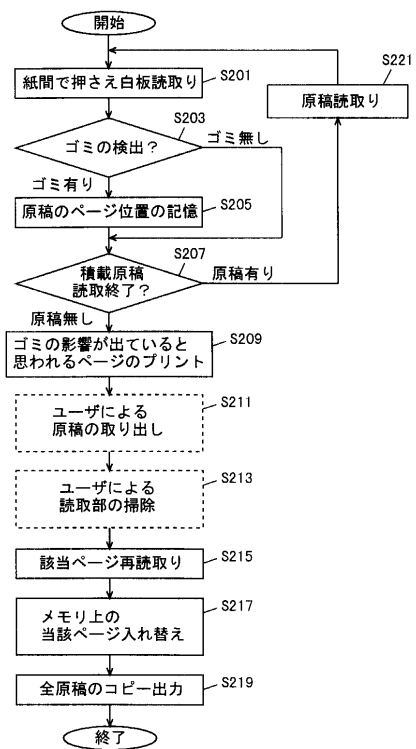 開始
S221
紙間で押さえ白板読取り
S201
原稿読取り
S203
ゴミの検出？
ゴミ無し
ゴミ有り
原稿のページ位置の記憶
S205
S207
積載原稿
読取終了？
原稿有り
原稿無し
ゴミの影響が出ていると
思われるページのプリント
S209
ユーザによる
原稿の取り出し
S211
ユーザによる
読取部の掃除
S213
該当ページ再読取り
S215
メモリ上の
当該ページ入れ替え
S217
全原稿のコピー出力
S219
終了